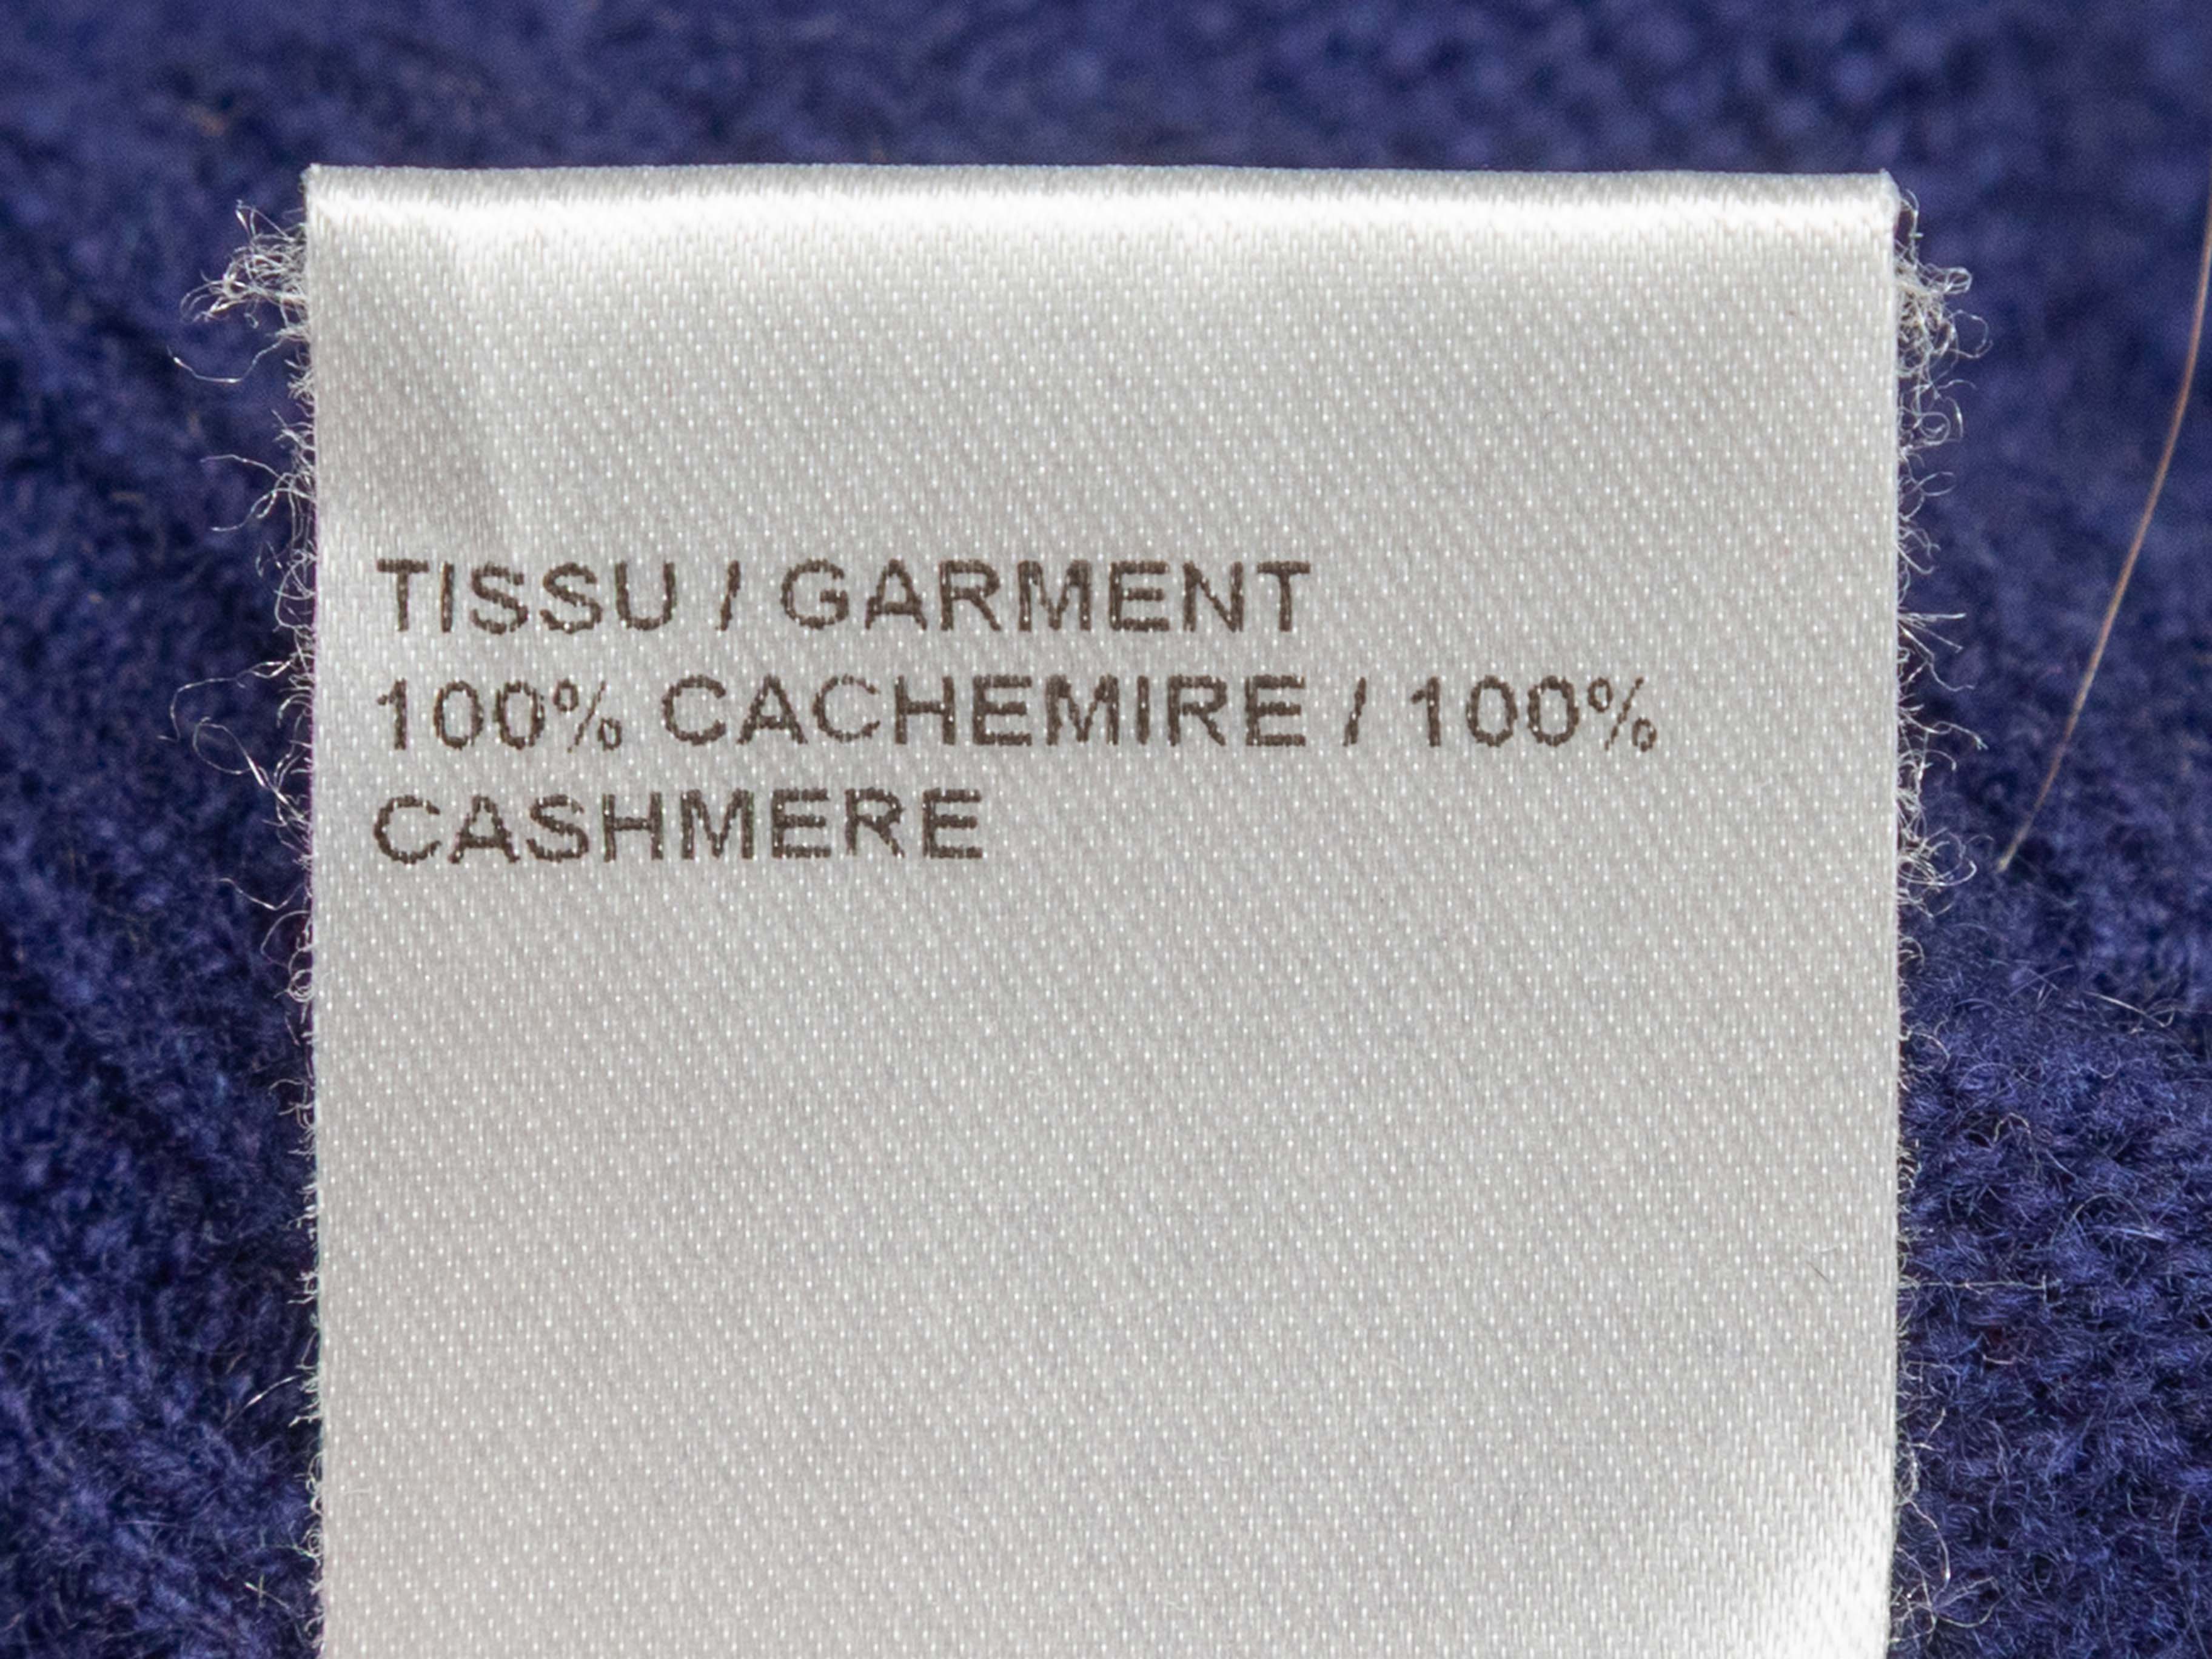 TISSU / GARMENT
100% CACHEMIRE / 100%
CASHMERE